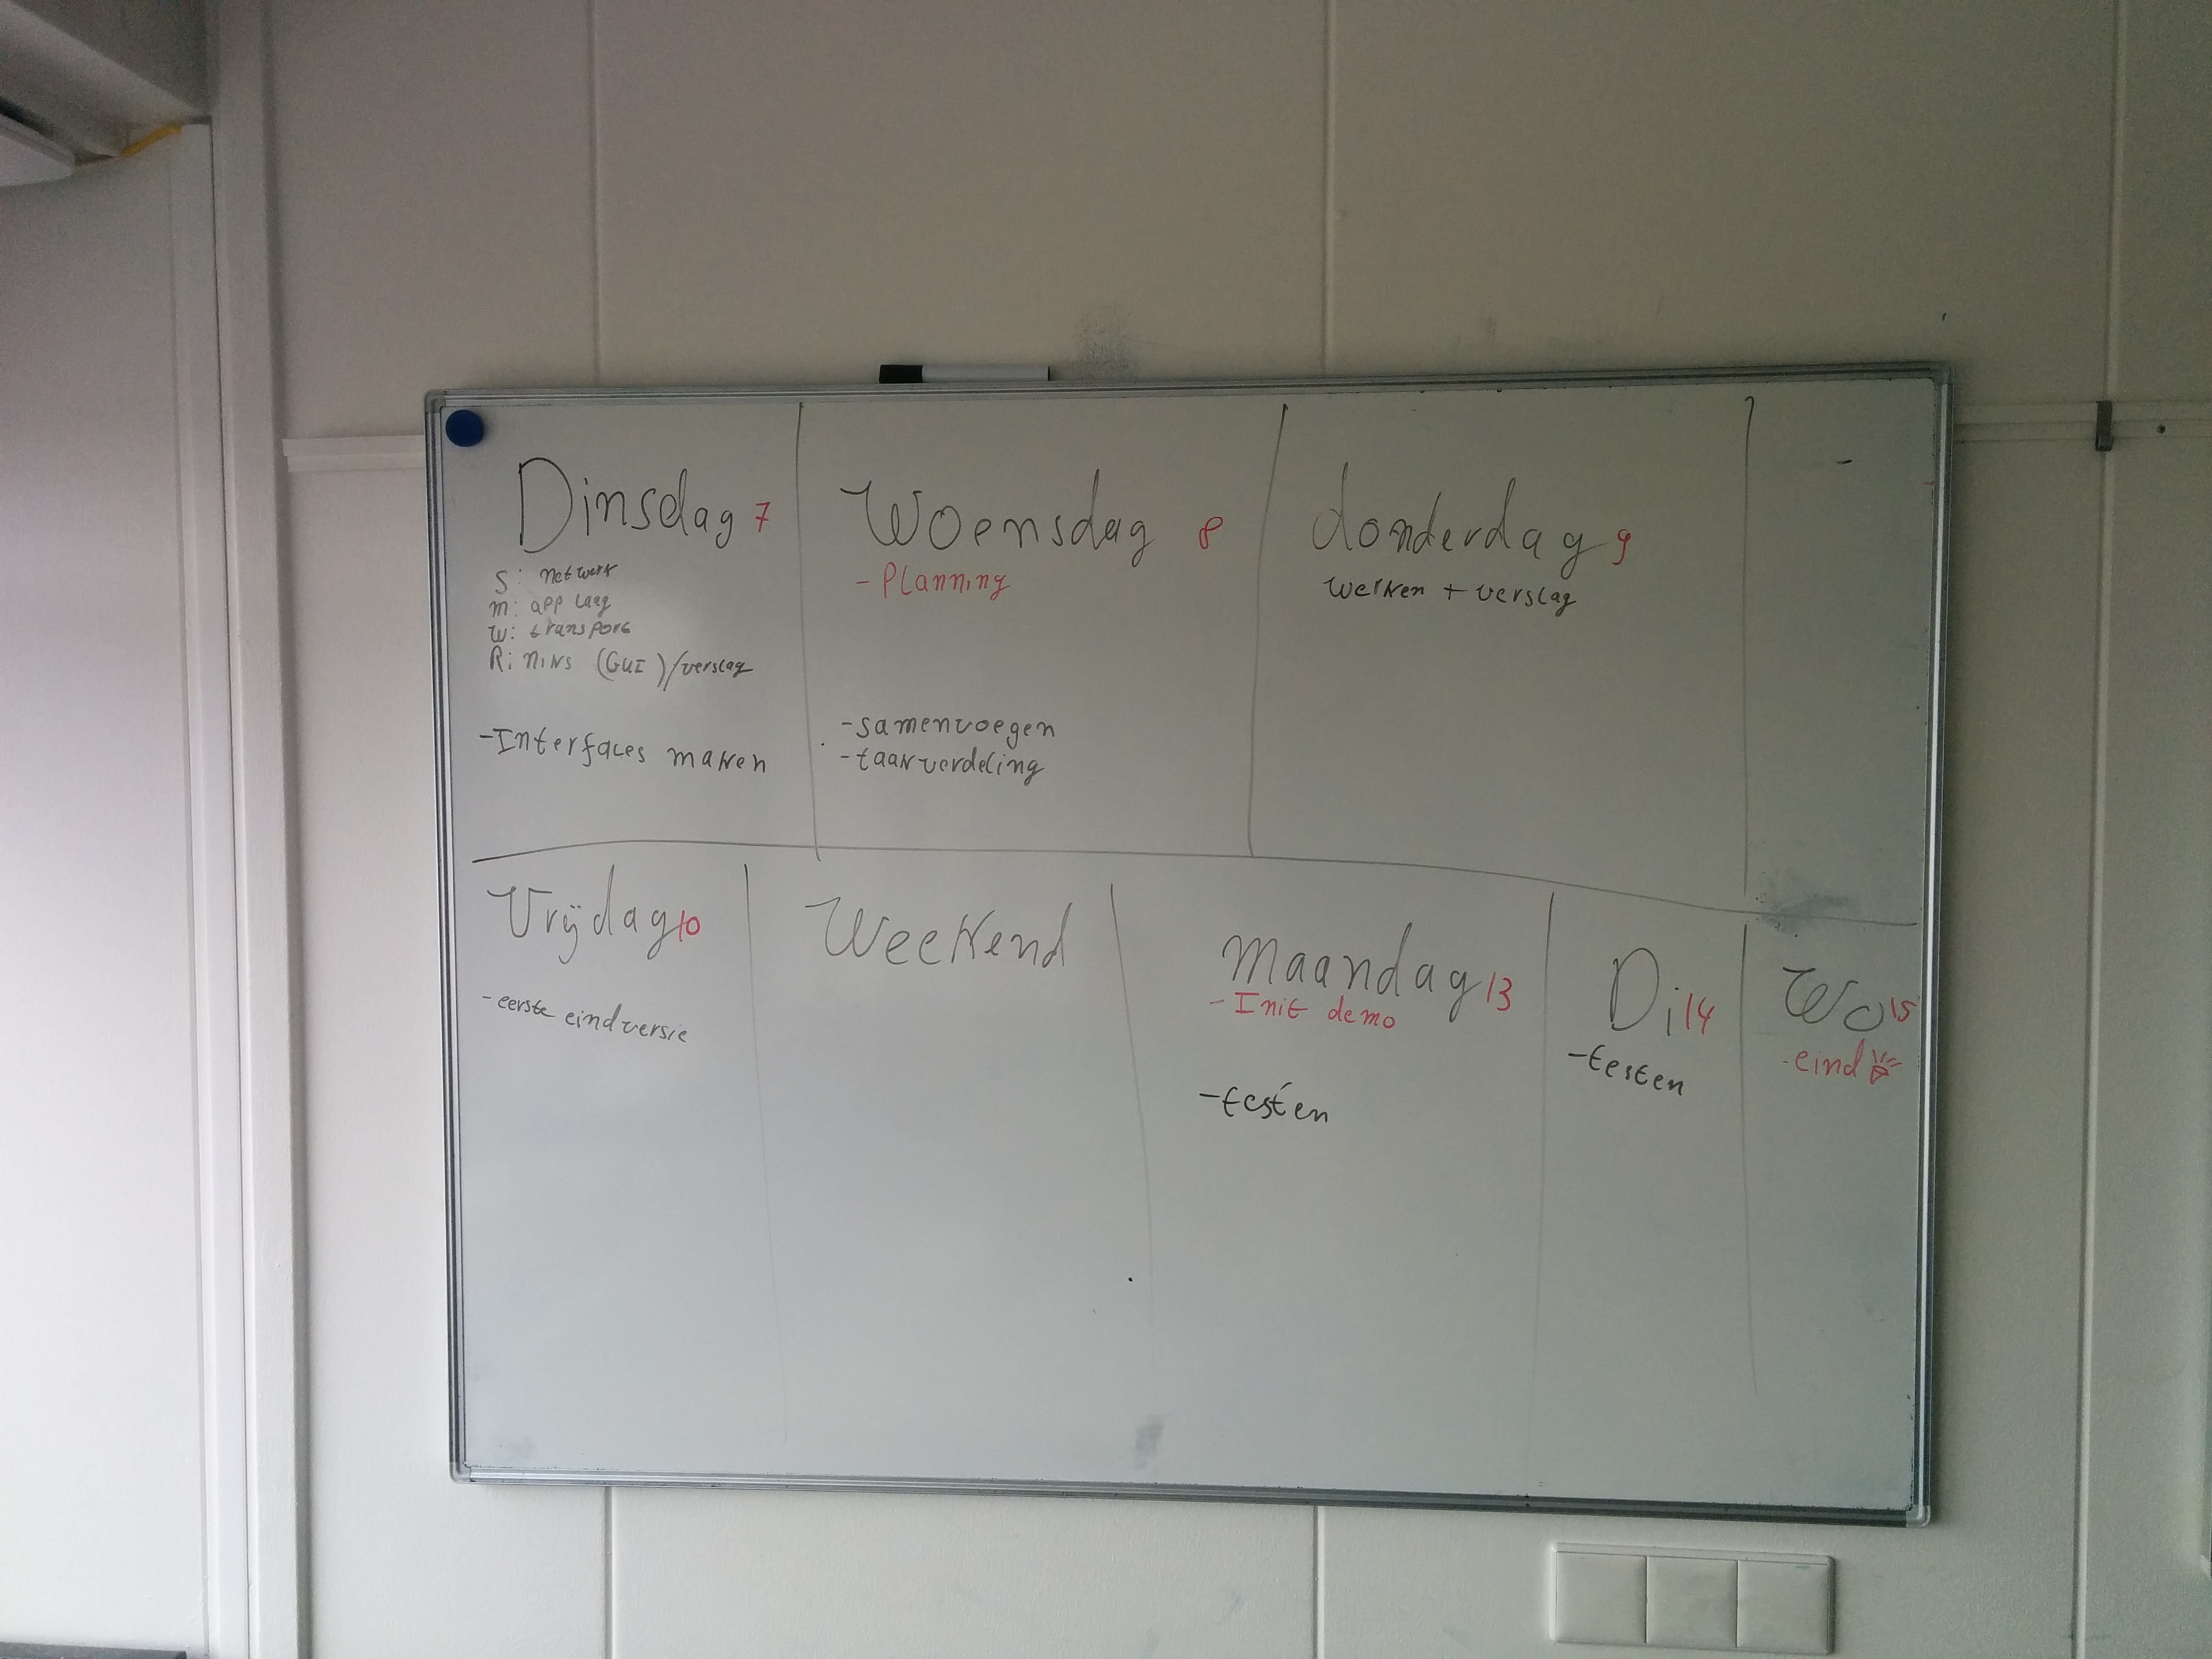 Dinsdag 7
S: netwerk
m: app laag
W: transport
R: niks (GUI)/verslag
-Interfaces maken
Woensdag 8
- Planning
-samenvoegen
-taakverdeling
donderdag 9
werken + verslag
Vrijdag 10
-eerste eindversie
Weekend
Maandag 13
- Init demo
-testen
Di 14
-testen
Wo 15
-eind